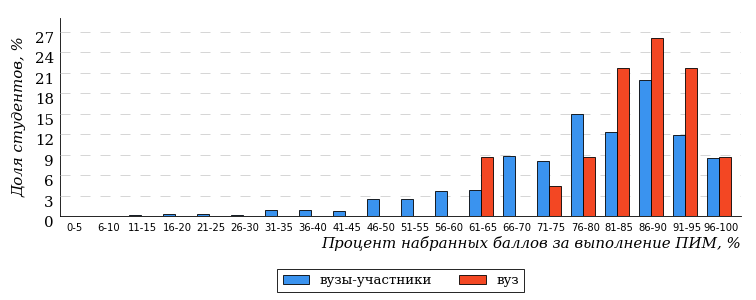 Доля студентов, %
27
24
21
18
15
12
9
6
3
0
0-5 6-10 11-15 16-20 21-25 26-30 31-35 36-40 41-45 46-50 51-55 56-60 61-65 66-70 71-75 76-80 81-85 86-90 91-95 96-100
Процент набранных баллов за выполнение ПИМ, %
вузы-участники вуз